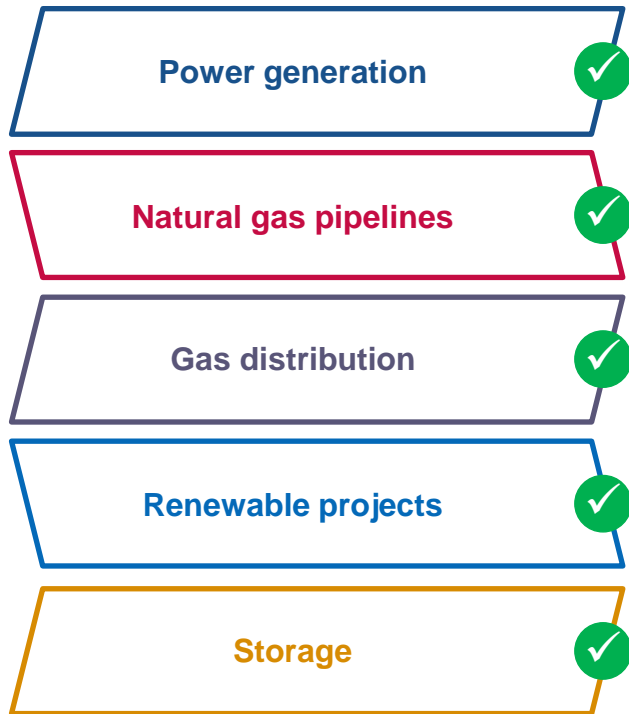 Power generation
Natural gas pipelines
Gas distribution
Renewable projects
Storage